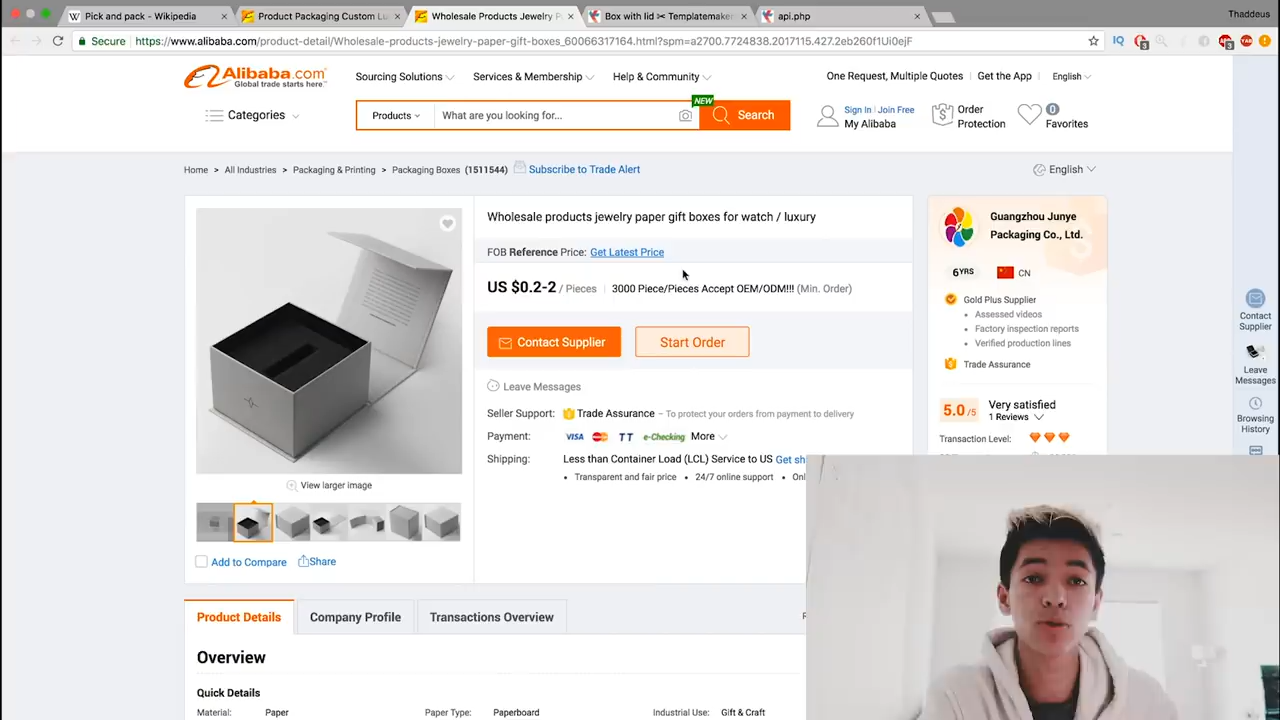 Pick and pack - Wikipedia
Product Packaging Custom Lu
Wholesale Products Jewelry P
Box with lid ✂ Templatemaker
api.php
Thaddeus
Secure https://www.alibaba.com/product-detail/Wholesale-products-jewelry-paper-gift-boxes_60066317164.html?spm=a2700.7724838.2017115.427.2eb260f1Ui0ejF
Alibaba.com
Global trade starts here.
Sourcing Solutions
Services & Membership
Help & Community
One Request, Multiple Quotes
Get the App
English
Categories
Products
What are you looking for...
NEW
Search
Sign In Join Free
My Alibaba
Order
Protection
0
Favorites
Home > All Industries > Packaging & Printing > Packaging Boxes (1511544)
Subscribe to Trade Alert
English
Wholesale products jewelry paper gift boxes for watch / luxury
FOB Reference Price: Get Latest Price
US $0.2-2 / Pieces
3000 Piece/Pieces Accept OEM/ODM!!! (Min. Order)
Contact Supplier
Start Order
Leave Messages
Seller Support: Trade Assurance – To protect your orders from payment to delivery
Payment: VISA TT e-Checking More
Shipping: Less than Container Load (LCL) Service to US Get sh
• Transparent and fair price • 24/7 online support • Onl
View larger image
Add to Compare
Share
Guangzhou Junye
Packaging Co., Ltd.
6YRS
CN
Gold Plus Supplier
• Assessed videos
• Factory inspection reports
• Verified production lines
Trade Assurance
5.0/5
Very satisfied
1 Reviews
Transaction Level:
Contact
Supplier
Leave
Messages
Browsing
History
Product Details
Company Profile
Transactions Overview
Overview
Quick Details
Material: Paper
Paper Type: Paperboard
Industrial Use: Gift & Craft